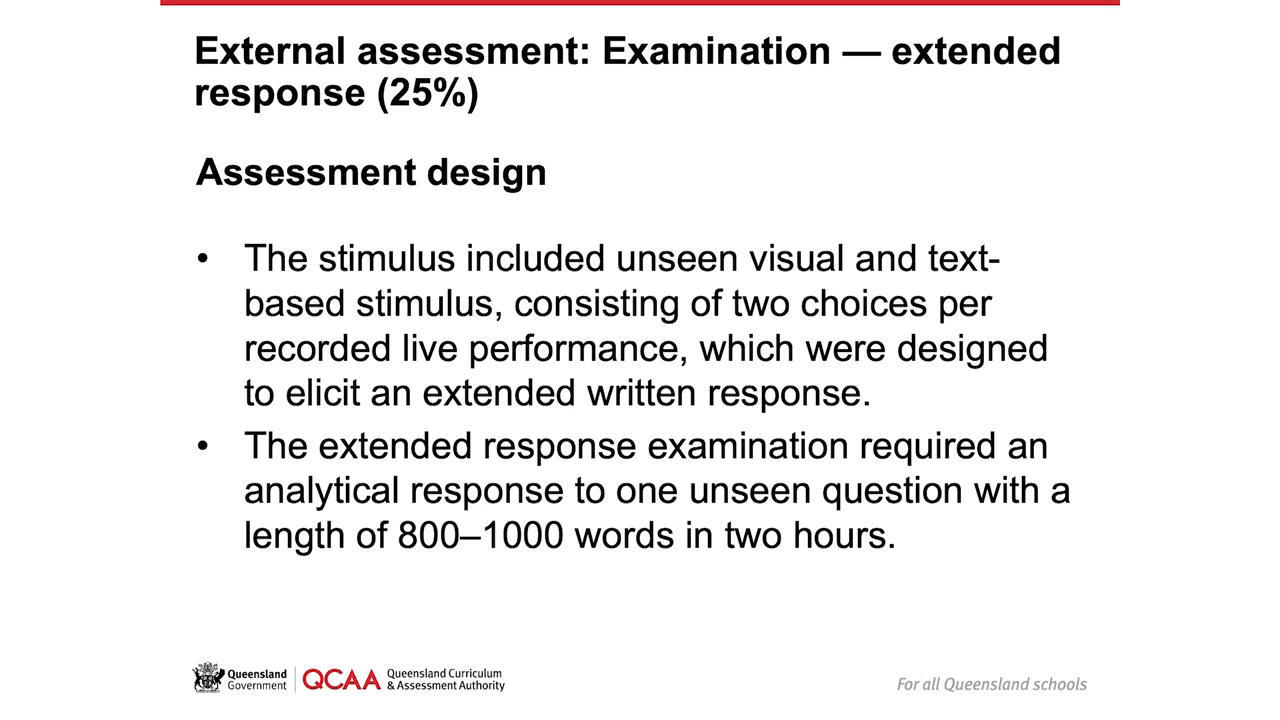 External assessment: Examination — extended
response (25%)
Assessment design
• The stimulus included unseen visual and text-
based stimulus, consisting of two choices per
recorded live performance, which were designed
to elicit an extended written response.
• The extended response examination required an
analytical response to one unseen question with a
length of 800–1000 words in two hours.
Queensland
Government
QCAA
Queensland Curriculum
& Assessment Authority
For all Queensland schools